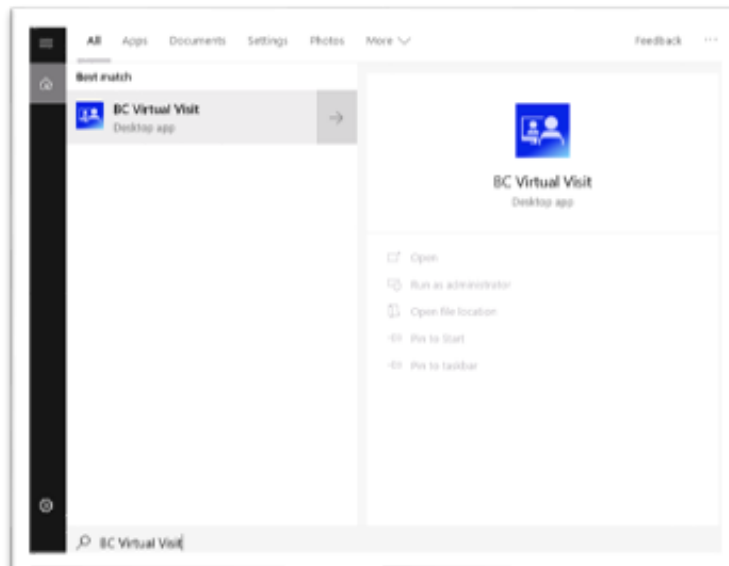 All Apps Documents Settings Photos More Feedback ...
Best match
BC Virtual Visit
Desktop app
BC Virtual Visit
Desktop app
Open
Run as administrator
Open file location
Pin to Start
Pin to taskbar
BC Virtual Visit